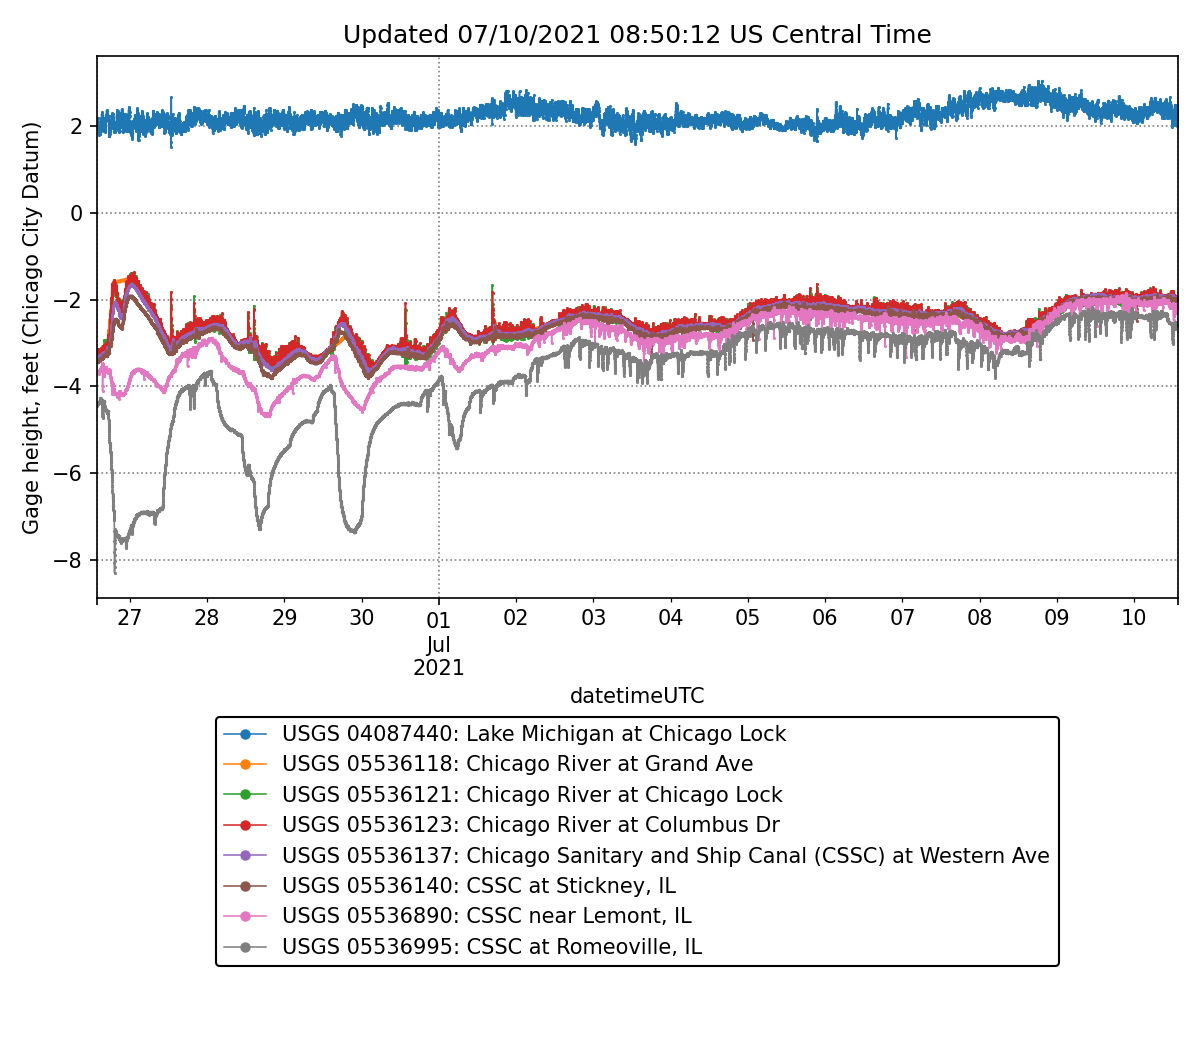 Updated 07/10/2021 08:50:12 US Central Time
Gage height, feet (Chicago City Datum)
2
0
−2
−4
−6
−8
27 28 29 30 01 02 03 04 05 06 07 08 09 10
Jul
2021
datetimeUTC
USGS 04087440: Lake Michigan at Chicago Lock
USGS 05536118: Chicago River at Grand Ave
USGS 05536121: Chicago River at Chicago Lock
USGS 05536123: Chicago River at Columbus Dr
USGS 05536137: Chicago Sanitary and Ship Canal (CSSC) at Western Ave
USGS 05536140: CSSC at Stickney, IL
USGS 05536890: CSSC near Lemont, IL
USGS 05536995: CSSC at Romeoville, IL